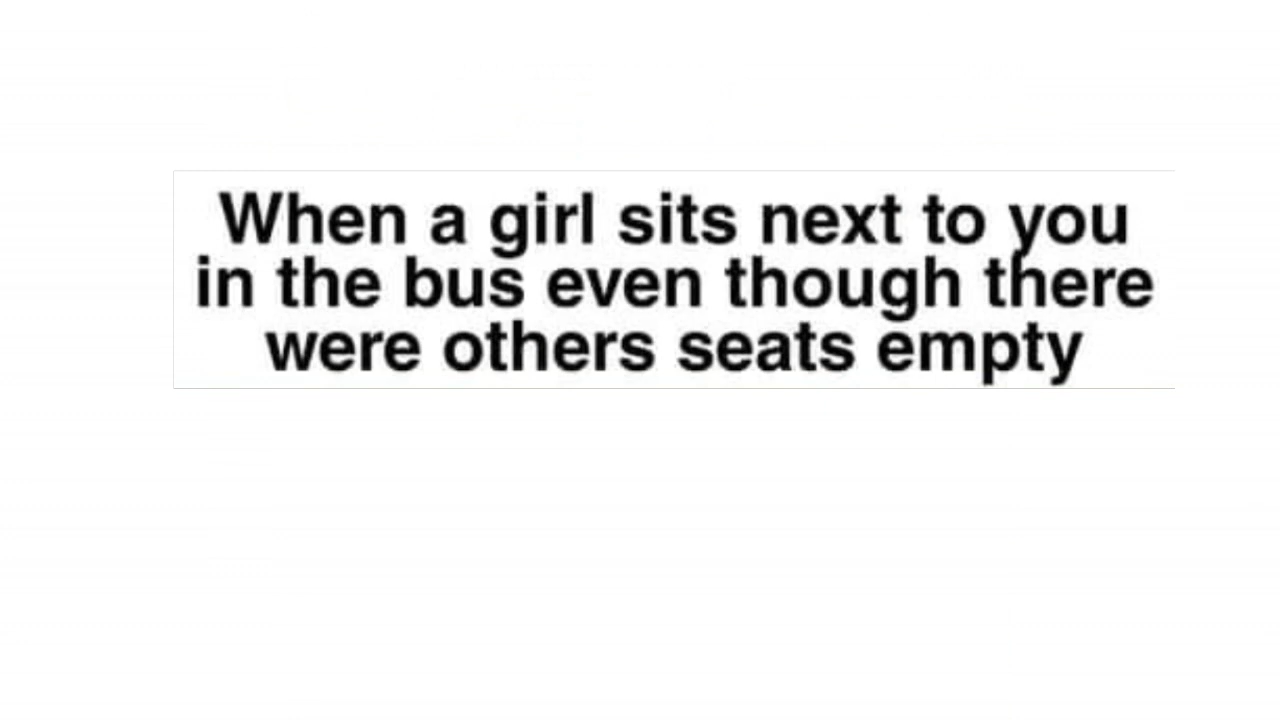 When a girl sits next to you
in the bus even though there
were others seats empty